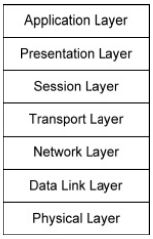 Application Layer
Presentation Layer
Session Layer
Transport Layer
Network Layer
Data Link Layer
Physical Layer